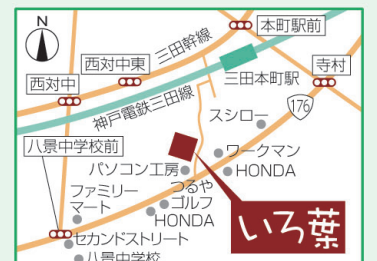 N
本町駅前
三田幹線
西対中東
三田本町駅
寺村
西対中
神戸電鉄三田線
176
スシロー
八景中学校前
ワークマン
パソコン工房
HONDA
つるや
ゴルフ
ファミリー
マート
HONDA
いろ葉
セカンドストリート
八景中学校